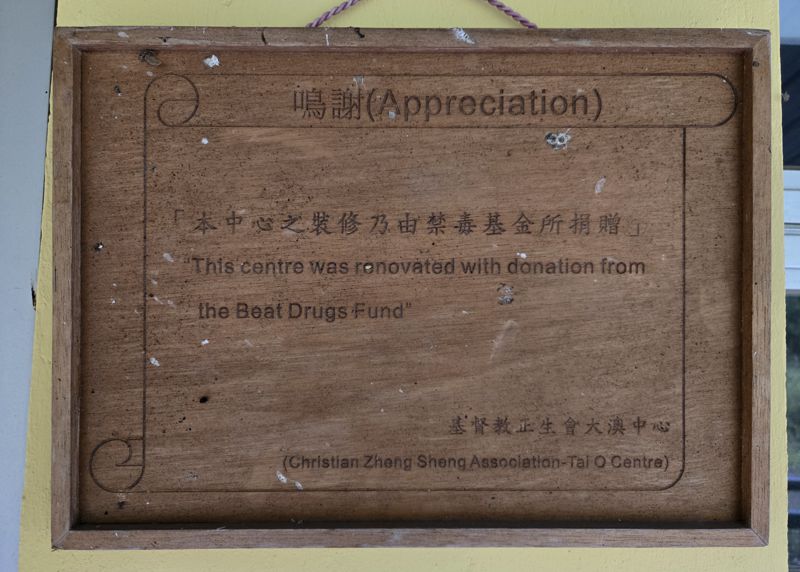 鳴謝(Appreciation)
「本中心之裝修乃由禁毒基金所捐贈」
“This centre was renovated with donation from
the Beat Drugs Fund”
基督教正生會大澳中心
(Christian Zheng Sheng Association-Tai O Centre)